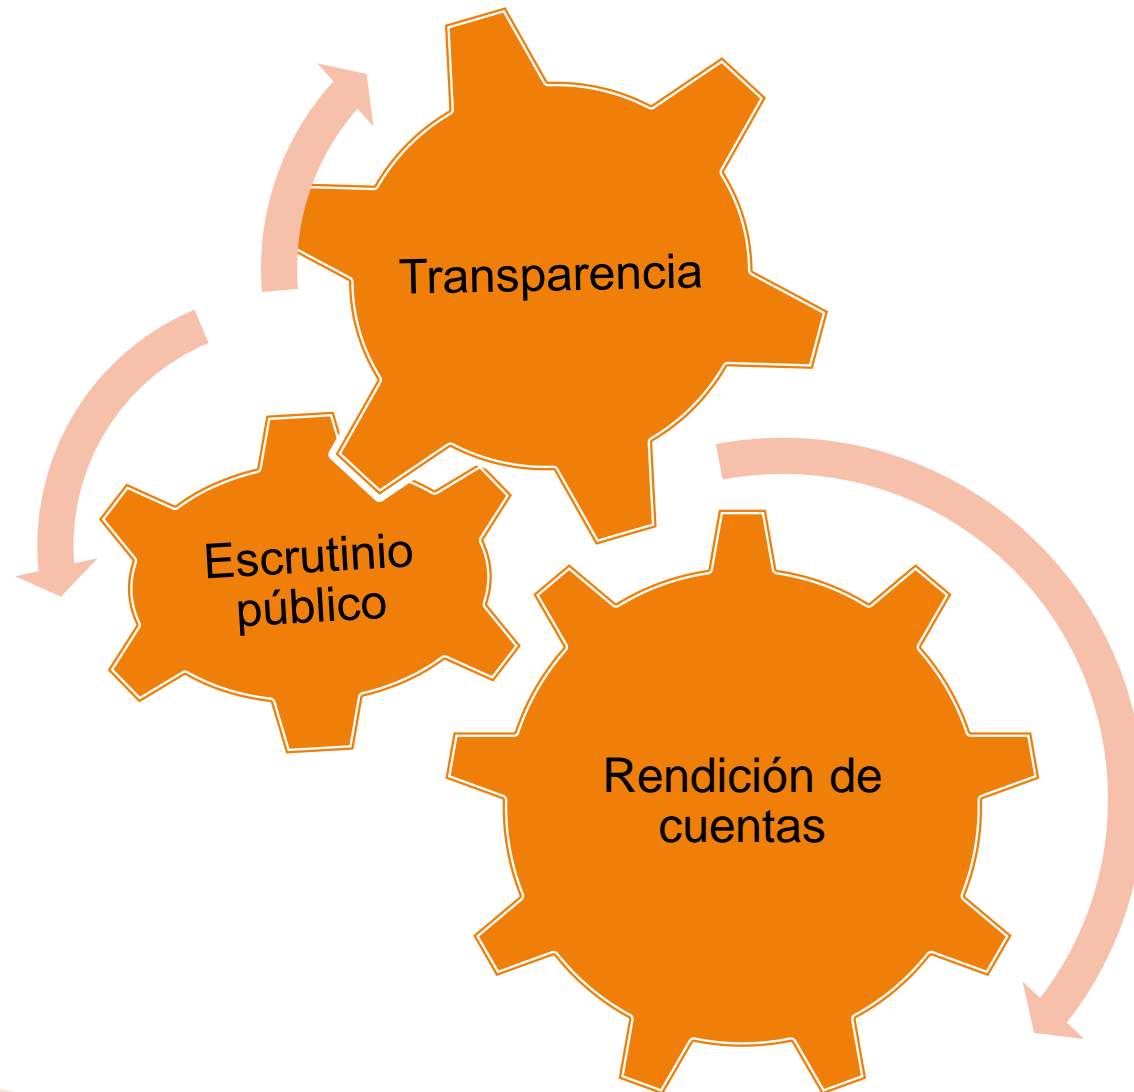 Transparencia
Escrutinio
público
Rendición de
cuentas